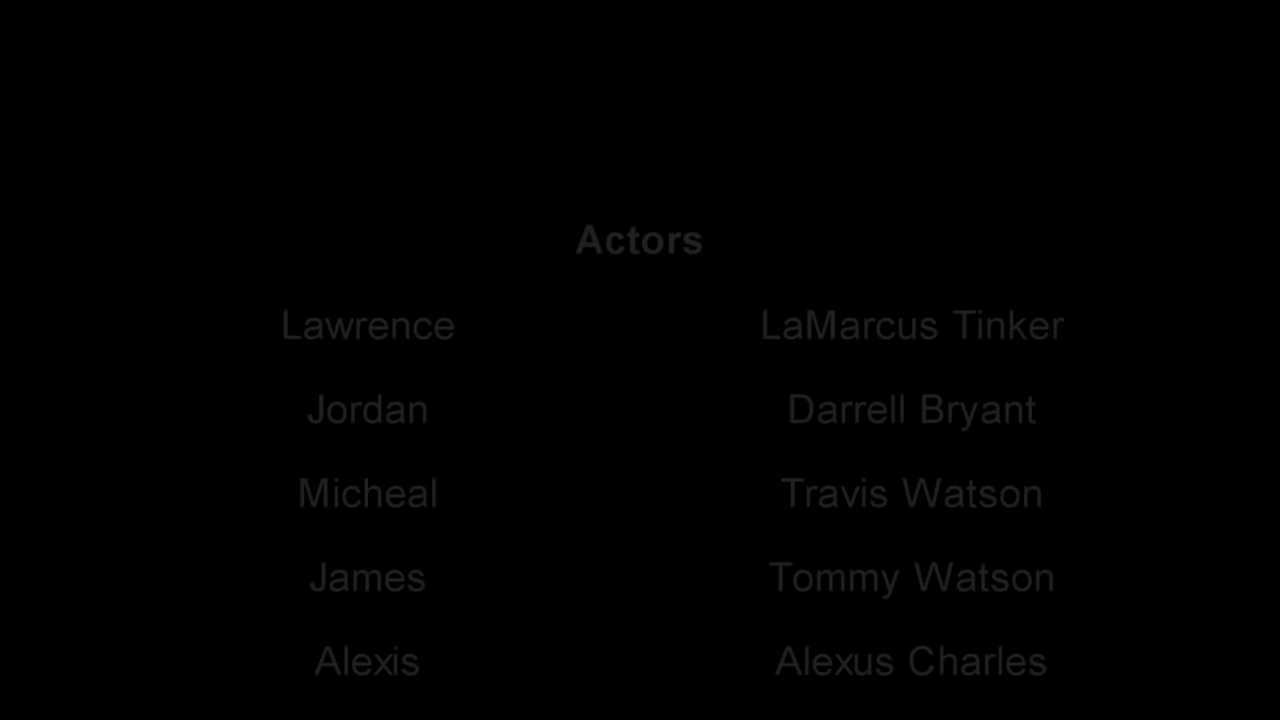 Actors
Lawrence LaMarcus Tinker
Jordan Darrell Bryant
Micheal Travis Watson
James Tommy Watson
Alexis Alexus Charles